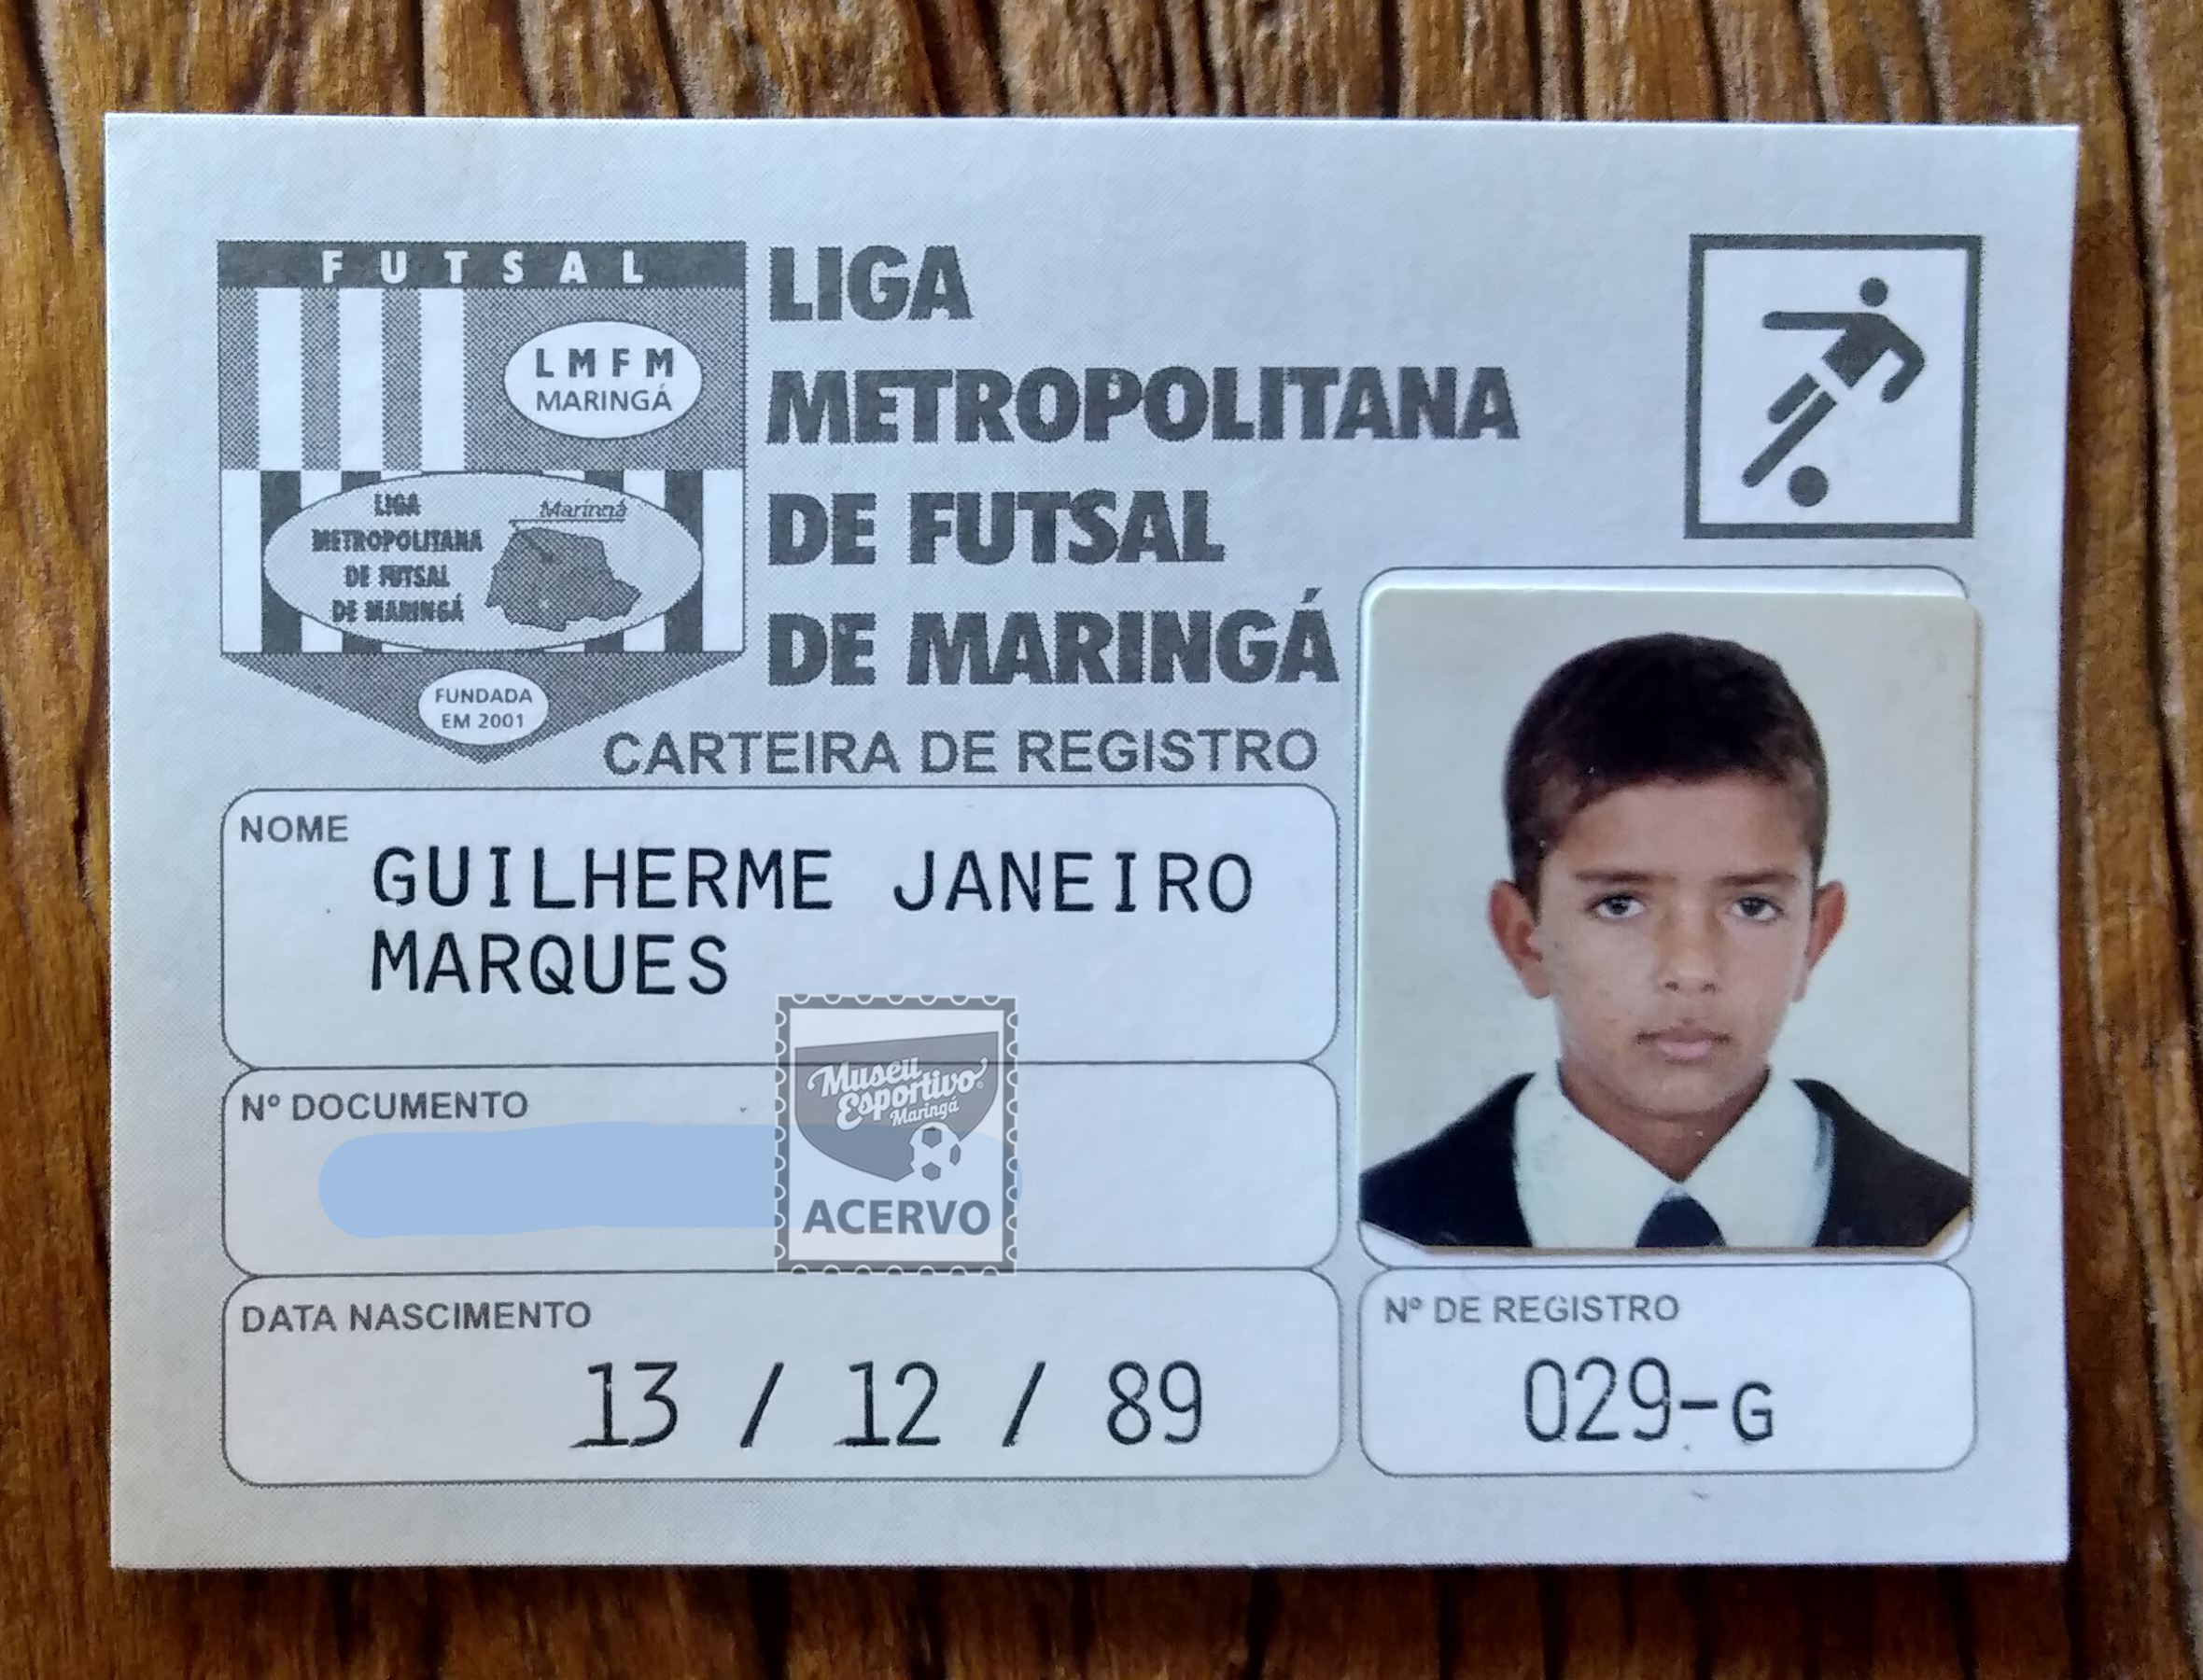 FUTSAL
LMFM
MARINGÁ
LIGA
METROPOLITANA
DE FUTSAL
DE MARINGÁ
Maringá
FUNDADA
EM 2001
LIGA
METROPOLITANA
DE FUTSAL
DE MARINGÁ
CARTEIRA DE REGISTRO
NOME
GUILHERME JANEIRO
MARQUES
Nº DOCUMENTO
Museu
Esportivo
Maringá
ACERVO
DATA NASCIMENTO
13 / 12 / 89
Nº DE REGISTRO
029-G